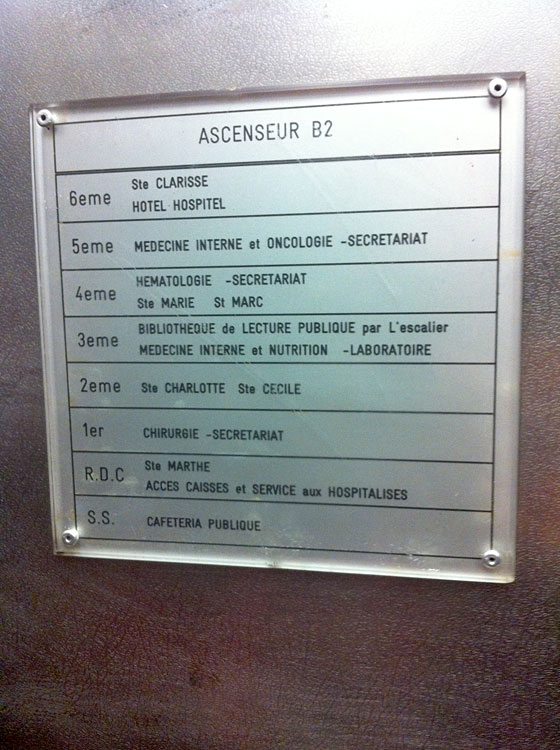 ASCENSEUR B2
6eme Ste CLARISSE
HOTEL HOSPITEL
5eme MEDECINE INTERNE et ONCOLOGIE -SECRETARIAT
4eme HEMATOLOGIE -SECRETARIAT
Ste MARIE St MARC
3eme BIBLIOTHEQUE de LECTURE PUBLIQUE par L'escalier
MEDECINE INTERNE et NUTRITION -LABORATOIRE
2eme Ste CHARLOTTE Ste CECILE
1er CHIRURGIE -SECRETARIAT
R.D.C Ste MARTHE
ACCES CAISSES et SERVICE aux HOSPITALISES
S.S. CAFETERIA PUBLIQUE